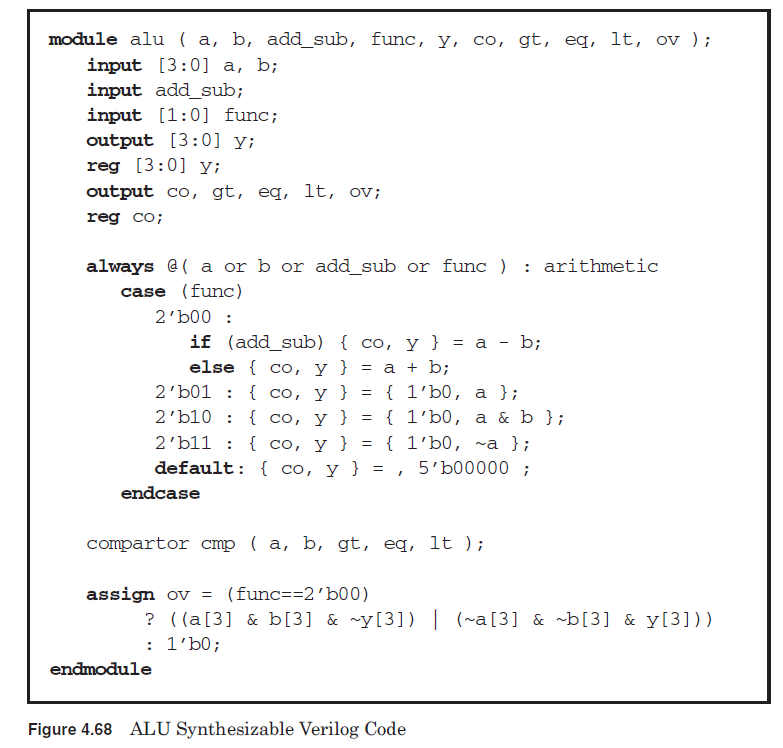 module alu ( a, b, add_sub, func, y, co, gt, eq, lt, ov );
input [3:0] a, b;
input add_sub;
input [1:0] func;
output [3:0] y;
reg [3:0] y;
output co, gt, eq, lt, ov;
reg co;
always @( a or b or add_sub or func ) : arithmetic
case (func)
2′b00 :
if (add_sub) { co, y } = a - b;
else { co, y } = a + b;
2′b01 : { co, y } = { 1′b0, a };
2′b10 : { co, y } = { 1′b0, a & b };
2′b11 : { co, y } = { 1′b0, ~a };
default: { co, y } = , 5′b00000 ;
endcase
compartor cmp ( a, b, gt, eq, lt );
assign ov = (func==2′b00)
? ((a[3] & b[3] & ~y[3]) | (~a[3] & ~b[3] & y[3]))
: 1′b0;
endmodule
Figure 4.68 ALU Synthesizable Verilog Code